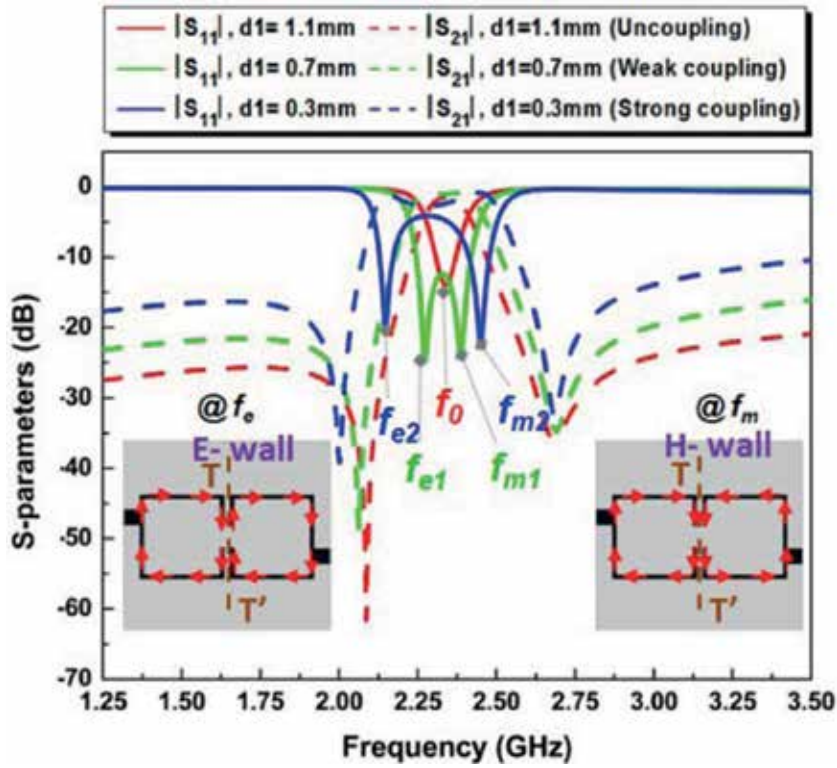 |S11|, d1= 1.1mm |S21|, d1=1.1mm (Uncoupling)
|S11|, d1= 0.7mm |S21|, d1=0.7mm (Weak coupling)
|S11|, d1= 0.3mm |S21|, d1=0.3mm (Strong coupling)
0
-10
-20
-30
-40
-50
-60
-70
S-parameters (dB)
@fe
fe2
f0
fm2
@fm
fe1
fm1
E- wall
T
T'
H- wall
T
T'
1.25 1.50 1.75 2.00 2.25 2.50 2.75 3.00 3.25 3.50
Frequency (GHz)